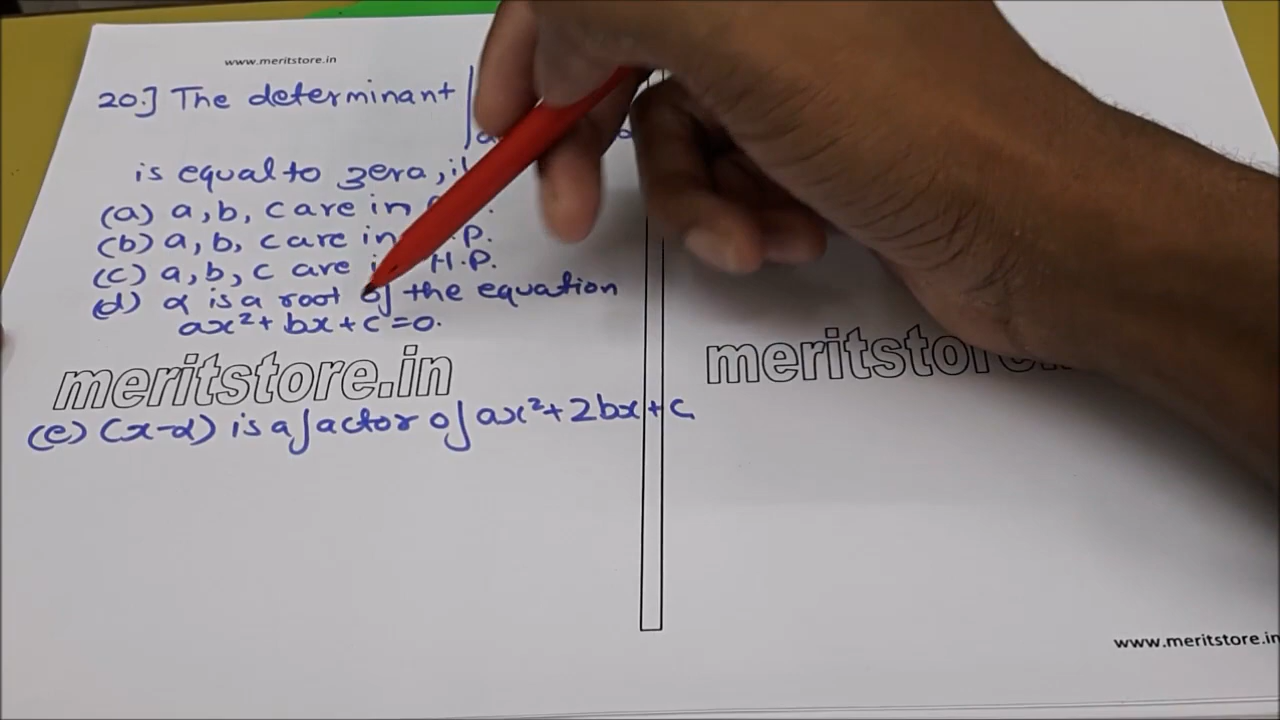 www.meritstore.in
20.] The determinant
is equal to zero,
(a) a, b, c are in
(b) a, b, c are in P.
(c) a, b, c are H.P.
(d) α is a root of the equation
ax²+bx+c=0.
meritstore.in
meritstore.in
(e) (x-α) is a factor of ax²+2bx+c
www.meritstore.in